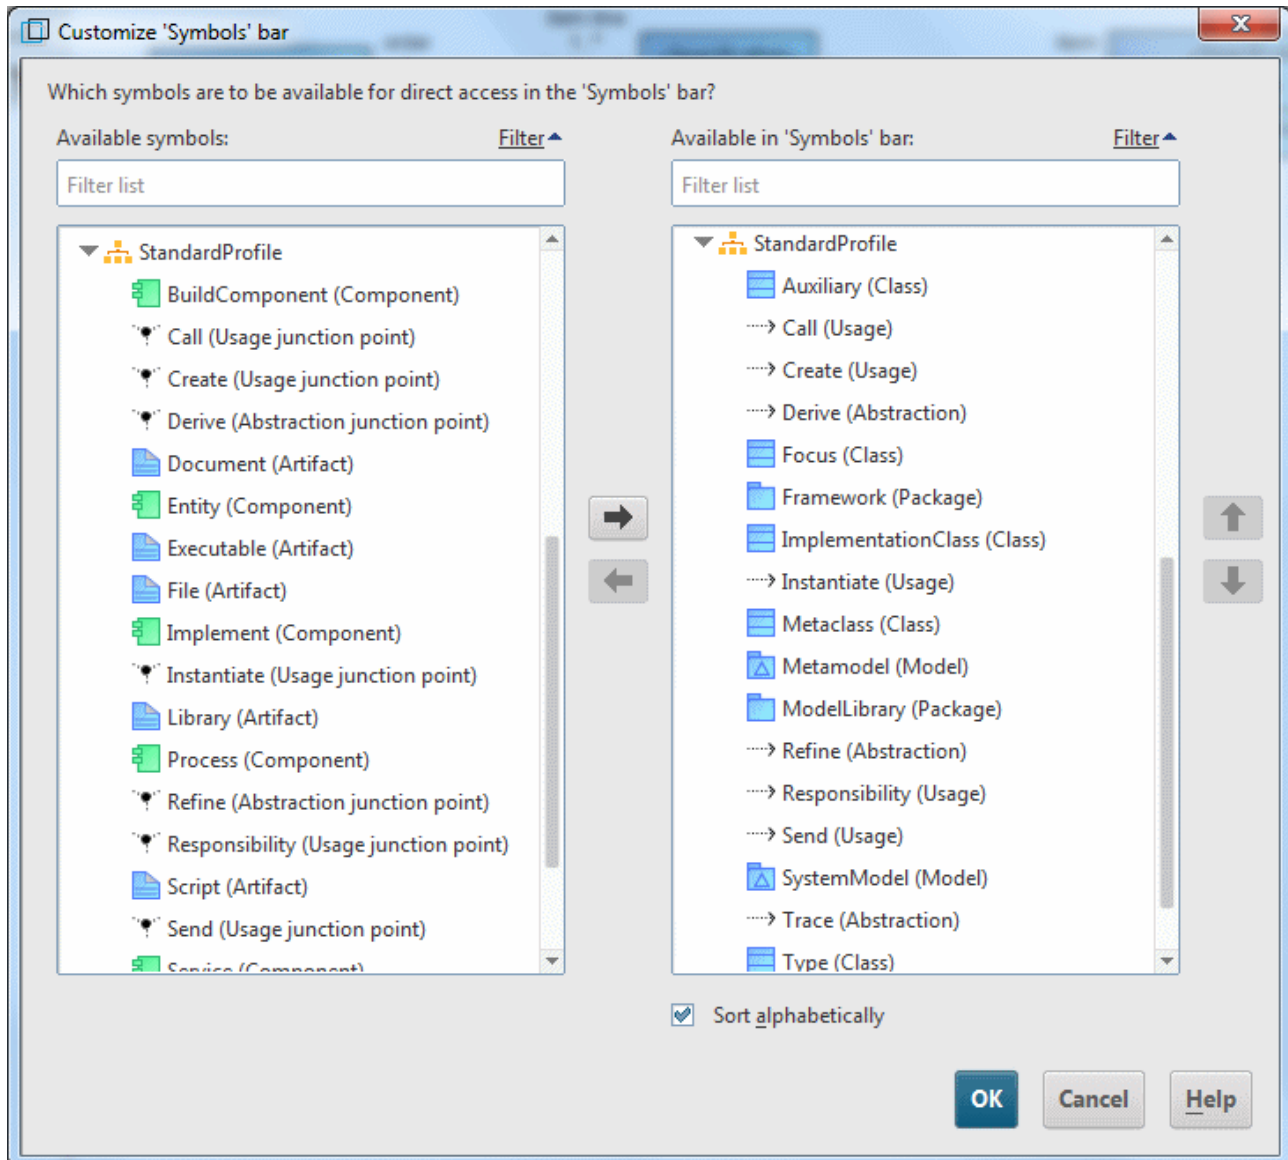 Customize 'Symbols' bar
Which symbols are to be available for direct access in the 'Symbols' bar?
Available symbols:
Filter
Filter list
StandardProfile
BuildComponent (Component)
Call (Usage junction point)
Create (Usage junction point)
Derive (Abstraction junction point)
Document (Artifact)
Entity (Component)
Executable (Artifact)
File (Artifact)
Implement (Component)
Instantiate (Usage junction point)
Library (Artifact)
Process (Component)
Refine (Abstraction junction point)
Responsibility (Usage junction point)
Script (Artifact)
Send (Usage junction point)
Service (Component)
Available in 'Symbols' bar:
Filter
Filter list
StandardProfile
Auxiliary (Class)
Call (Usage)
Create (Usage)
Derive (Abstraction)
Focus (Class)
Framework (Package)
ImplementationClass (Class)
Instantiate (Usage)
Metaclass (Class)
Metamodel (Model)
ModelLibrary (Package)
Refine (Abstraction)
Responsibility (Usage)
Send (Usage)
SystemModel (Model)
Trace (Abstraction)
Type (Class)
Sort alphabetically
OK
Cancel
Help